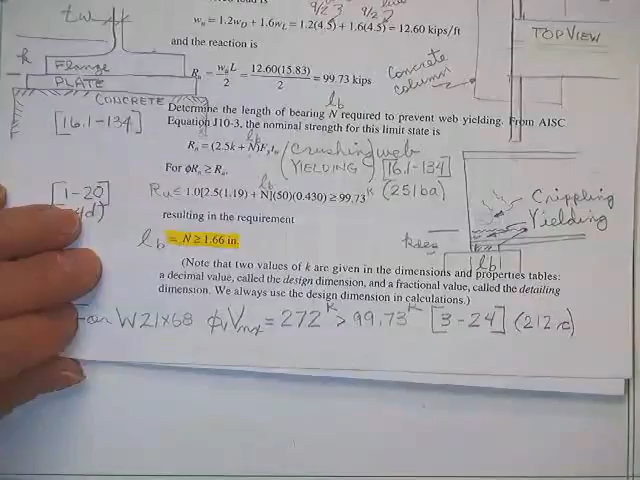 tw
k
Flange
PLATE
CONCRETE
[16.1-134]
wu = 1.2wD + 1.6wL = 1.2(4.5) + 1.6(4.5) = 12.60 kips/ft
and the reaction is
Ru = wuL/2 = 12.60(15.83)/2 = 99.73 kips
Concrete
column
TOP VIEW
lb
Determine the length of bearing N required to prevent web yielding. From AISC
Equation J10-3, the nominal strength for this limit state is
lb
Rn = (2.5k + N)Fytw
(Crushing web
YIELDING)
[16.1-134]
For ϕRn ≥ Ru,
lb
Ru ≤ 1.0[2.5(1.19) + N](50)(0.430) ≥ 99.73K (251ba)
[1-20]
resulting in the requirement
lb = N ≥ 1.66 in.
Crippling
Yielding
kdes
lb
(Note that two values of k are given in the dimensions and properties tables:
a decimal value, called the design dimension, and a fractional value, called the detailing
dimension. We always use the design dimension in calculations.)
For W21x68 ϕvVnx = 272K > 99.73K [3-24] (212c)